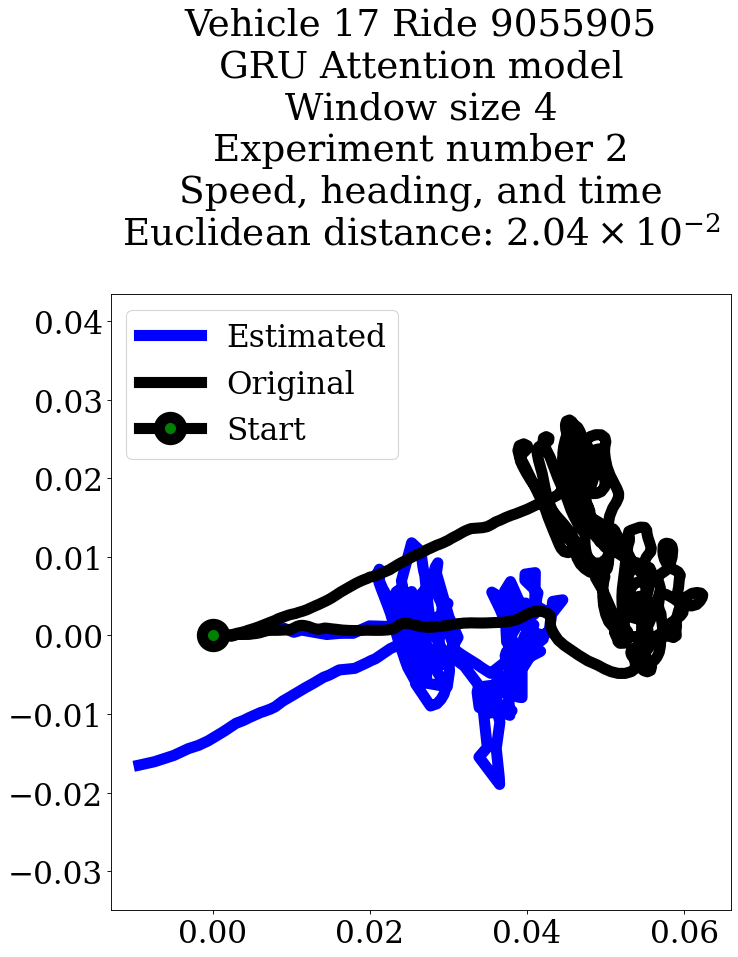 Vehicle 17 Ride 9055905
GRU Attention model
Window size 4
Experiment number 2
Speed, heading, and time
Euclidean distance: 2.04 × 10⁻²
Estimated
Original
Start
0.04
0.03
0.02
0.01
0.00
−0.01
−0.02
−0.03
0.00 0.02 0.04 0.06